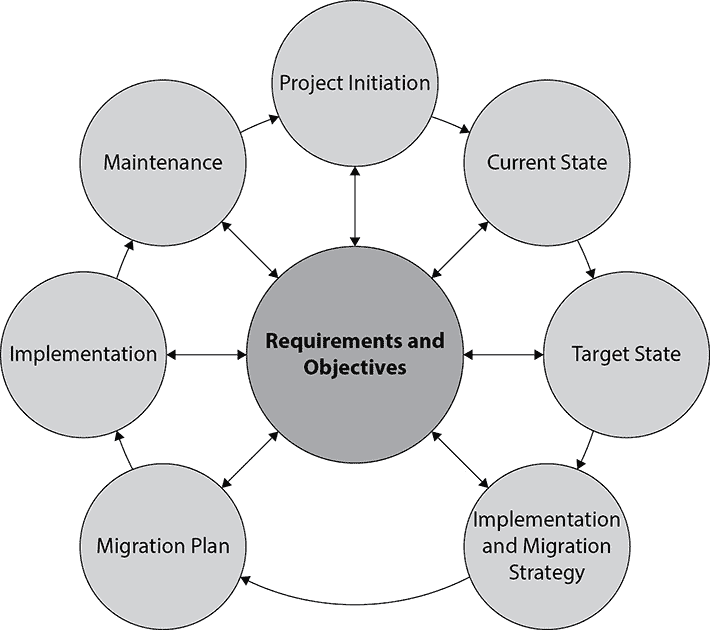 Project Initiation
Maintenance
Current State
Requirements and
Objectives
Implementation
Target State
Migration Plan
Implementation
and Migration
Strategy